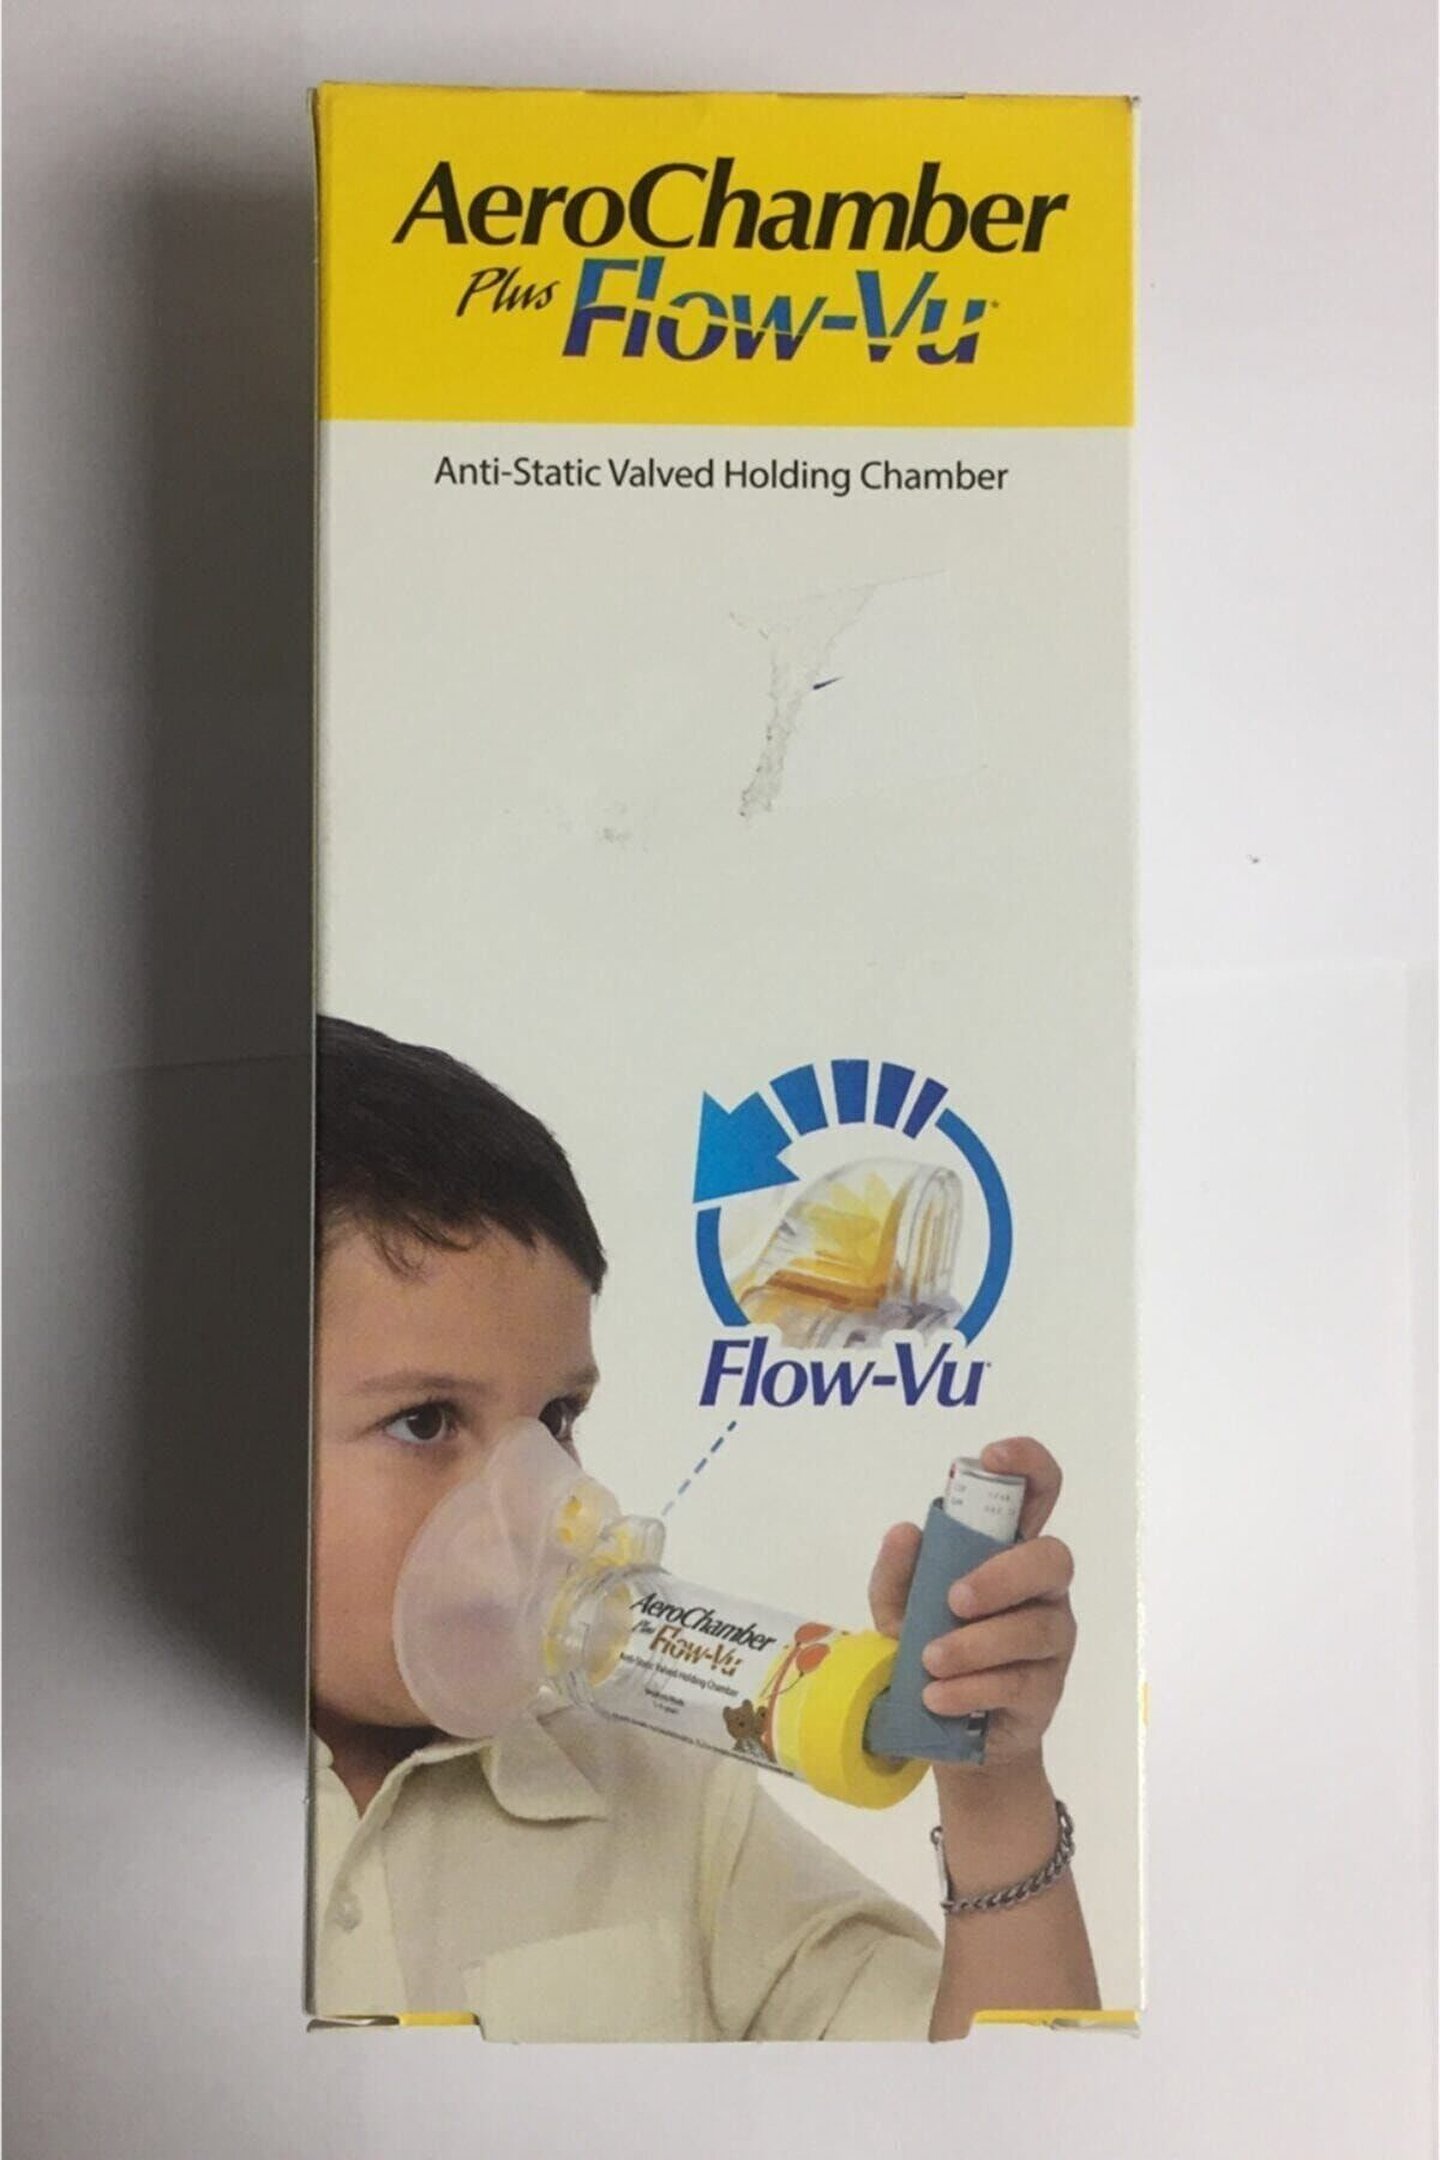 AeroChamber
Plus Flow-Vu*
Anti-Static Valved Holding Chamber
Flow-Vu*
AeroChamber
Plus Flow-Vu
Anti-Static Valved Holding Chamber